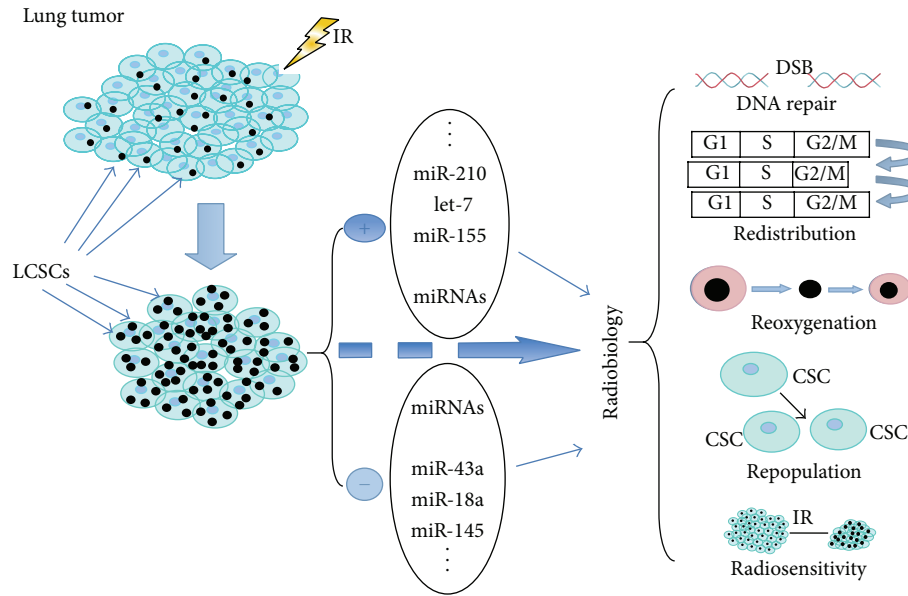 Lung tumor
IR
LCSCs
+
⋮
miR-210
let-7
miR-155
miRNAs
−
miRNAs
miR-43a
miR-18a
miR-145
⋮
Radiobiology
DSB
DNA repair
G1 S G2/M
G1 S G2/M
G1 S G2/M
Redistribution
Reoxygenation
CSC
CSC CSC
Repopulation
IR
Radiosensitivity